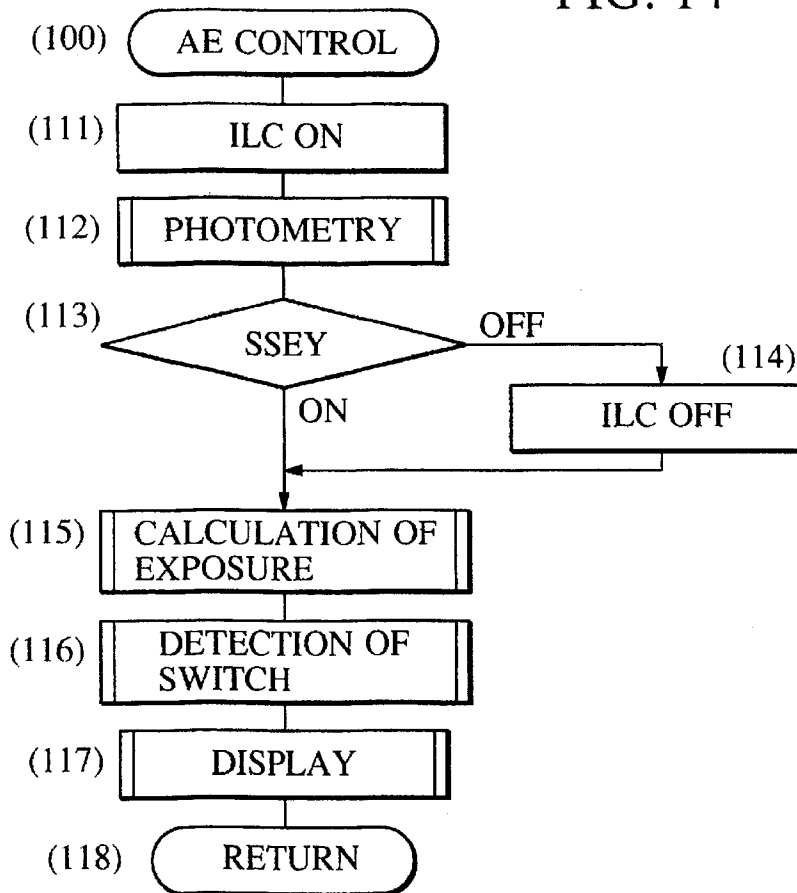 (100) AE CONTROL
(111) ILC ON
(112) PHOTOMETRY
(113) SSEY
OFF
(114)
ILC OFF
ON
(115) CALCULATION OF
EXPOSURE
(116) DETECTION OF
SWITCH
(117) DISPLAY
(118) RETURN